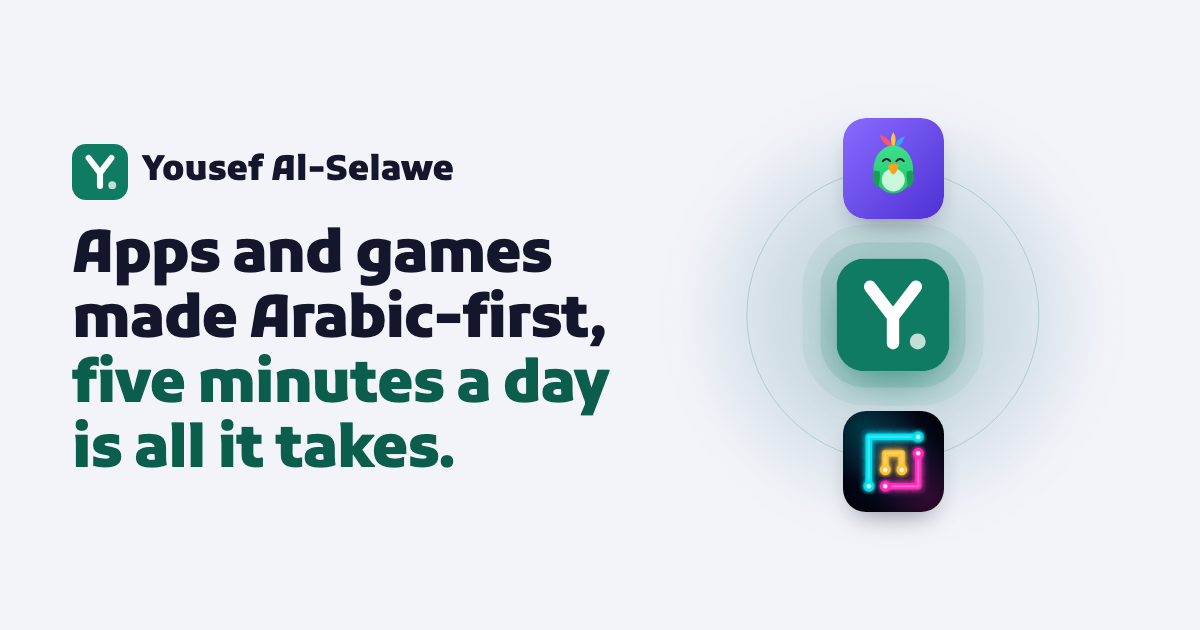 Y.
Yousef Al-Selawe
Apps and games
made Arabic-first,
five minutes a day
is all it takes.
Y.